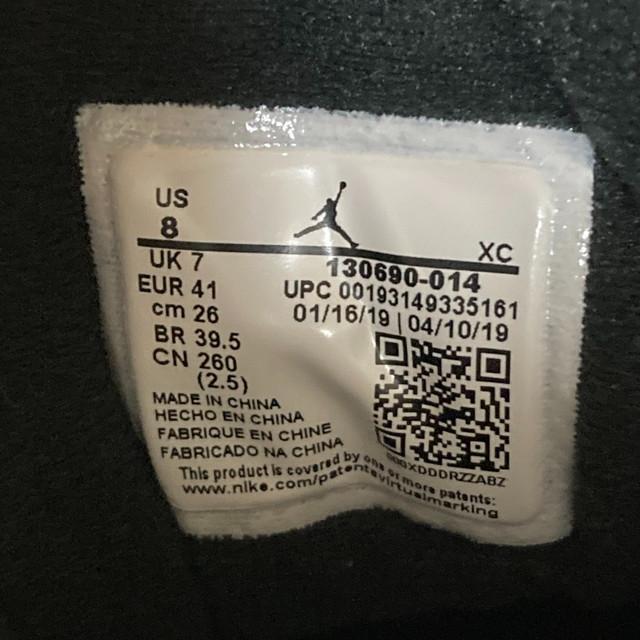 US
8
XC
UK 7
130690-014
EUR 41
UPC 00193149335161
cm 26
01/16/19 | 04/10/19
BR 39.5
CN 260
(2.5)
MADE IN CHINA
HECHO EN CHINA
FABRIQUE EN CHINE
FABRICADO NA CHINA
This product is covered by one or more patents:
www.nike.com/patentsvirtualmarking